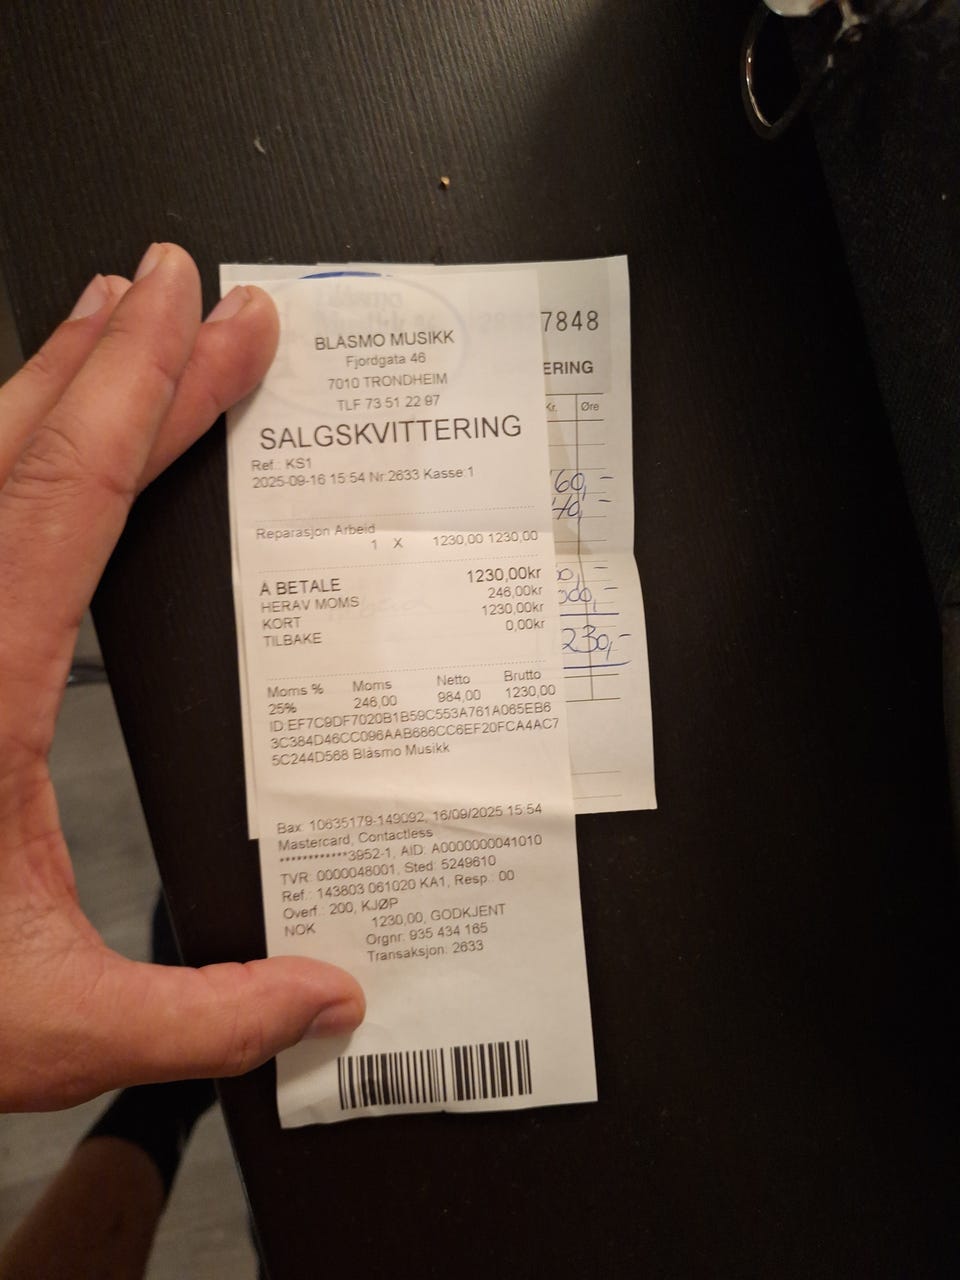 BLASMO MUSIKK
Fjordgata 46
7010 TRONDHEIM
TLF 73 51 22 97
SALGSKVITTERING
Ref.: KS1
2025-09-16 15:54 Nr:2633 Kasse:1
Reparasjon Arbeid
1 X 1230,00 1230,00
Å BETALE 1230,00kr
HERAV MOMS 246,00kr
KORT 1230,00kr
TILBAKE 0,00kr
Moms % Moms Netto Brutto
25% 246,00 984,00 1230,00
ID:EF7C9DF7020B1B59C553A761A065EB6
3C384D46CC096AAB686CC6EF20FCA4AC7
5C244D568 Blåsmo Musikk
Bax: 10635179-149092, 16/09/2025 15:54
Mastercard, Contactless
************3952-1, AID: A0000000041010
TVR: 0000048001, Sted: 5249610
Ref.: 143803 061020 KA1, Resp.: 00
Overf.: 200, KJØP
NOK 1230,00, GODKJENT
Orgnr: 935 434 165
Transaksjon: 2633
7848
ERING
Kr. Øre
60,-
40,-
230,-